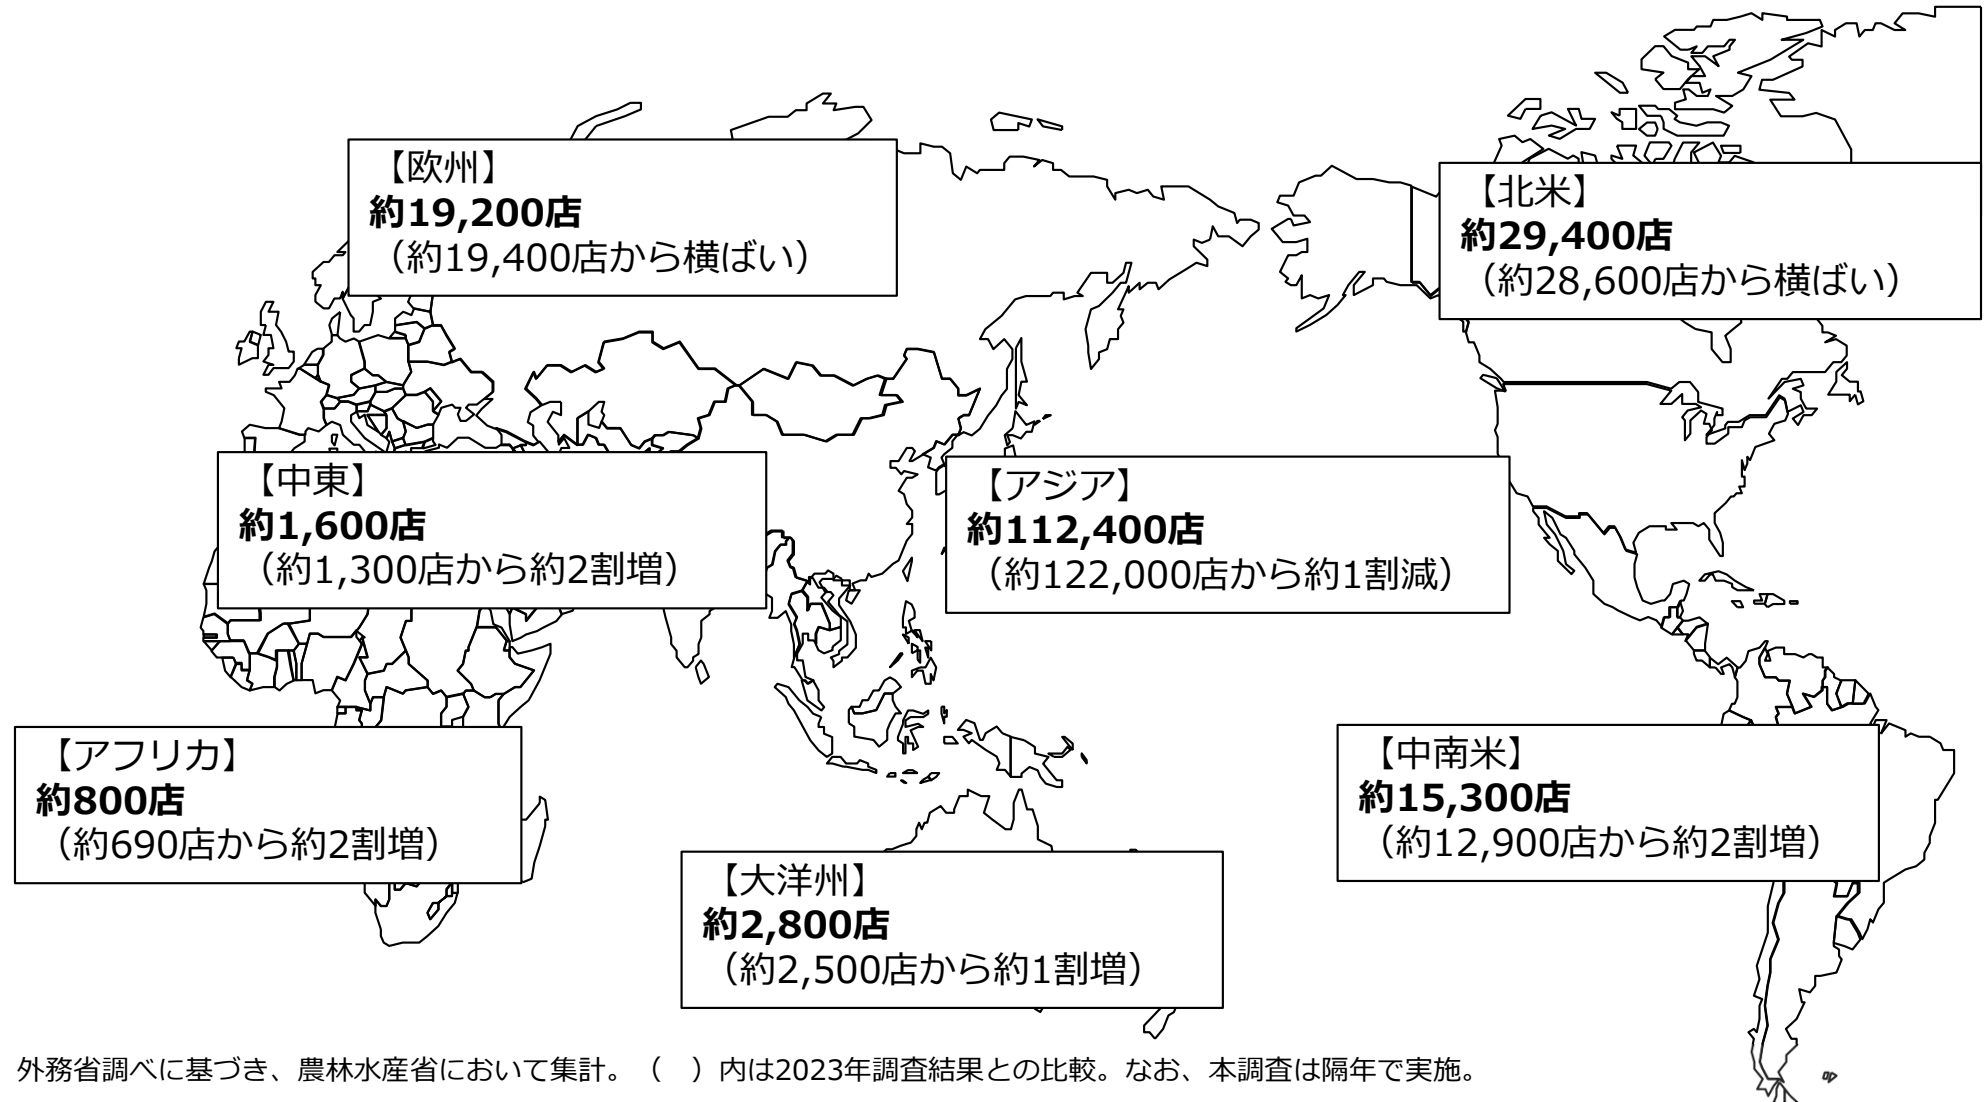 【欧州】
約19,200店
（約19,400店から横ばい）
【北米】
約29,400店
（約28,600店から横ばい）
【中東】
約1,600店
（約1,300店から約2割増）
【アジア】
約112,400店
（約122,000店から約1割減）
【アフリカ】
約800店
（約690店から約2割増）
【中南米】
約15,300店
（約12,900店から約2割増）
【大洋州】
約2,800店
（約2,500店から約1割増）
外務省調べに基づき、農林水産省において集計。（　）内は2023年調査結果との比較。なお、本調査は隔年で実施。